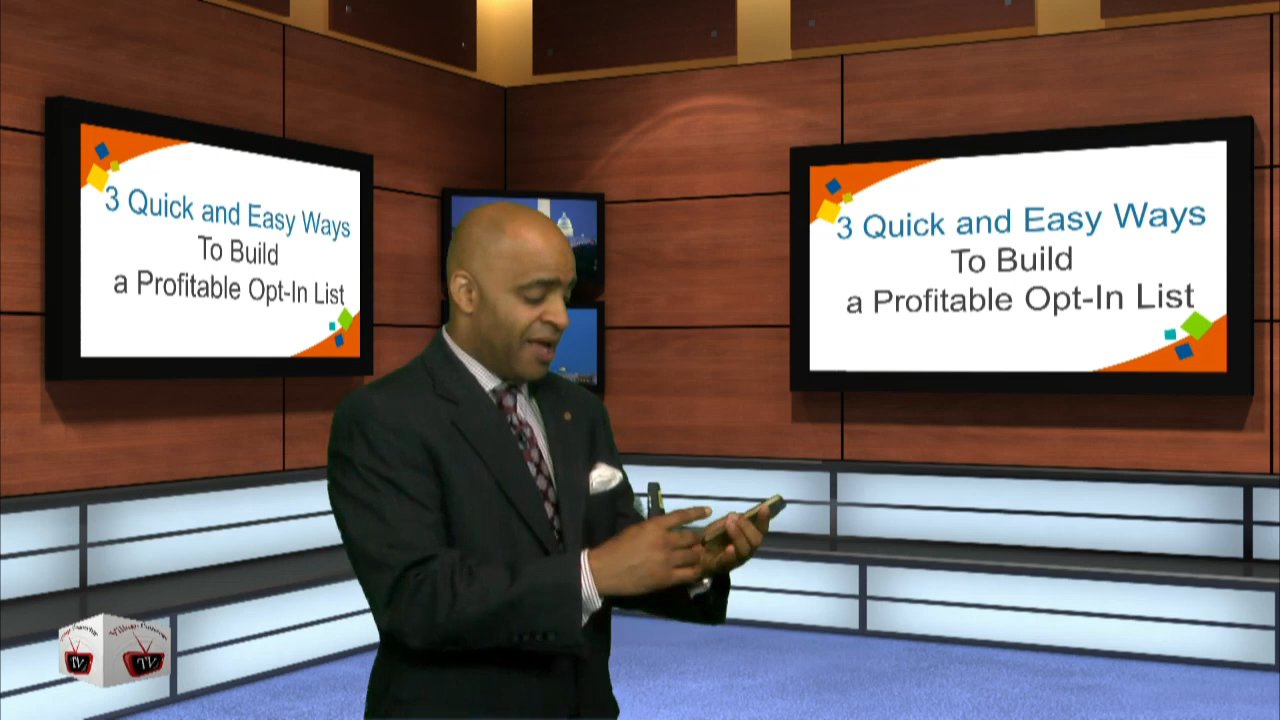 3 Quick and Easy Ways
To Build
a Profitable Opt-In List
3 Quick and Easy Ways
To Build
a Profitable Opt-In List
TV
TV